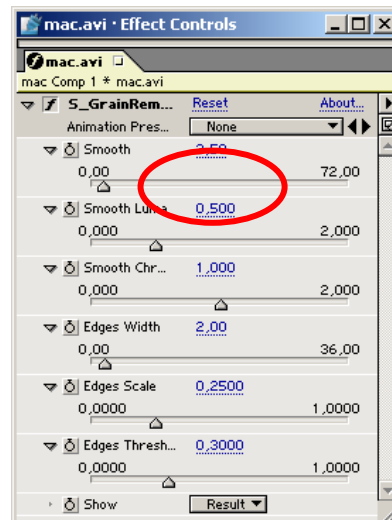 mac.avi · Effect Controls
mac.avi
mac Comp 1 * mac.avi
S_GrainRem... Reset About...
Animation Pres... None
Smooth
0,00 72,00
Smooth Luma 0,500
0,000 2,000
Smooth Chr... 1,000
0,000 2,000
Edges Width 2,00
0,00 36,00
Edges Scale 0,2500
0,0000 1,0000
Edges Thresh... 0,3000
0,0000 1,0000
Show Result